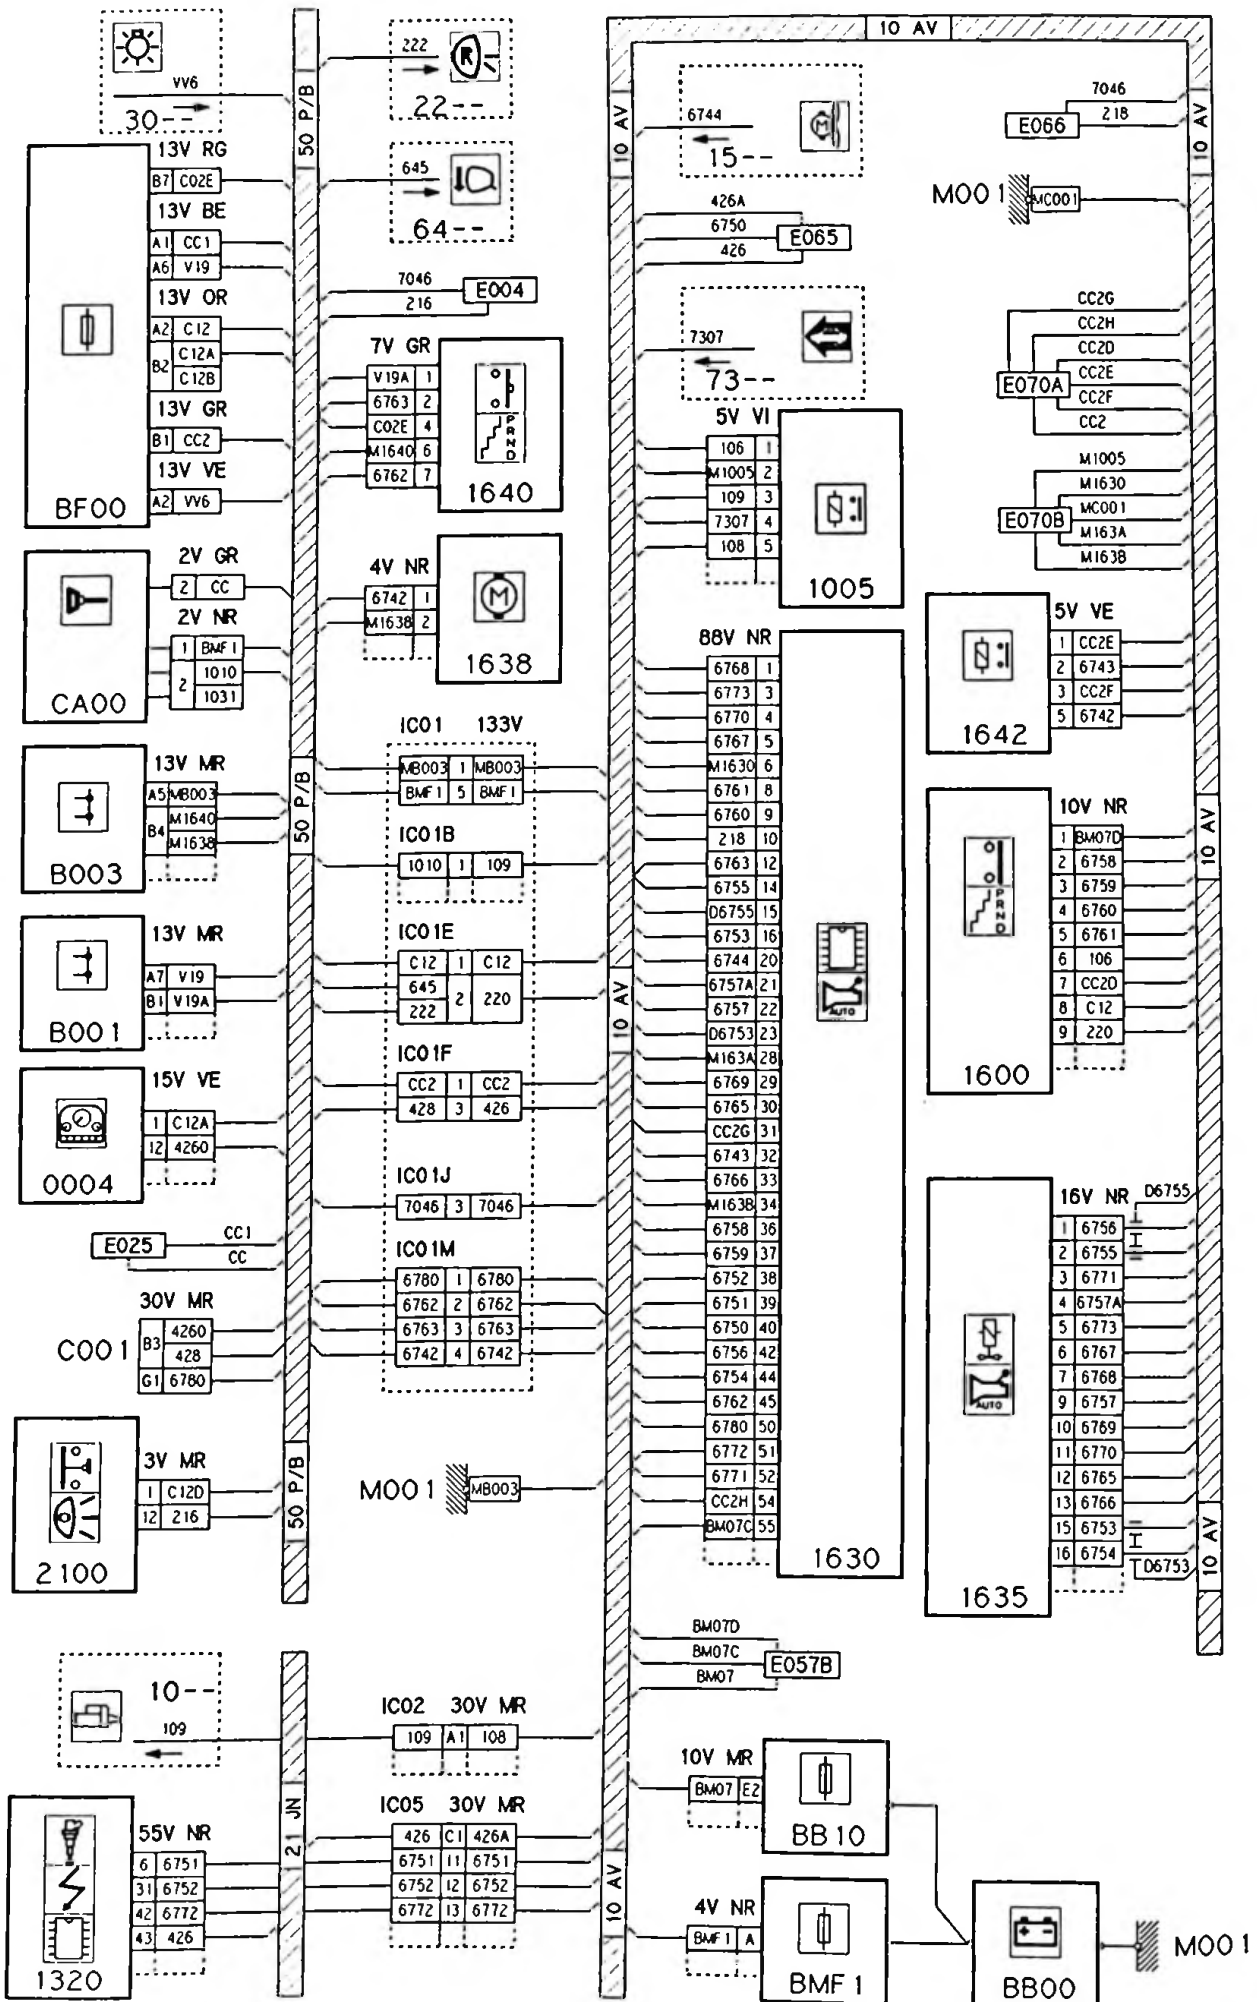 VV6
30--
50 P/B
222
R
22--
10 AV
10 AV
6744
M
15--
7046
218
E066
10 AV
645
64--
M001
MC001
BF00
13V RG
B7 C02E
13V BE
A1 CC1
A6 V19
13V OR
A2 C12
B2 C12A
C12B
13V GR
B1 CC2
13V VE
A2 VV6
426A
6750
426
E065
7046
216
E004
7307
73--
CC2G
CC2H
CC2D
CC2E
CC2F
CC2
E070A
7V GR
V19A 1
6763 2
C02E 4
M1640 6
6762 7
P
R
N
D
1640
5V VI
106 1
M1005 2
109 3
7307 4
108 5
1005
M1005
M1630
MC001
M163A
M163B
E070B
CA00
2V GR
2 CC
2V NR
1 BMF1
2 1010
1031
4V NR
6742 1
M1638 2
M
1638
5V VE
1 CC2E
2 6743
3 CC2F
5 6742
1642
B003
13V MR
A5 MB003
B4 M1640
M1638
50 P/B
IC01 133V
MB003 1 MB003
BMF1 5 BMF1
IC01B
1010 1 109
IC01E
C12 1 C12
645 2 220
222
IC01F
CC2 1 CC2
428 3 426
IC01J
7046 3 7046
IC01M
6780 1 6780
6762 2 6762
6763 3 6763
6742 4 6742
88V NR
6768 1
6773 3
6770 4
6767 5
M1630 6
6761 8
6760 9
218 10
6763 12
6755 14
D6755 15
6753 16
6744 20
6757A 21
6757 22
D6753 23
M163A 28
6769 29
6765 30
CC2G 31
6743 32
6766 33
M163B 34
6758 36
6759 37
6752 38
6751 39
6750 40
6756 42
6754 44
6762 45
6780 50
6772 51
6771 52
CC2H 54
BM07C 55
AUTO
1630
10V NR
1 BM07D
2 6758
3 6759
4 6760
5 6761
6 106
7 CC2D
8 C12
9 220
P
R
N
D
1600
10 AV
B001
13V MR
A7 V19
B1 V19A
10 AV
0004
15V VE
1 C12A
12 4260
E025
CC1
CC
C001
30V MR
B3 4260
428
G1 6780
16V NR
D6755
1 6756
2 6755
3 6771
4 6757A
5 6773
6 6767
7 6768
9 6757
10 6769
11 6770
12 6765
13 6766
15 6753
16 6754
D6753
AUTO
1635
10 AV
2100
3V MR
1 C12D
12 216
50 P/B
M001
MB003
BM07D
BM07C
BM07
E057B
10--
109
IC02 30V MR
109 A1 108
10V MR
BM07 E2
BB10
21 JN
IC05 30V MR
426 C1 426A
6751 11 6751
6752 12 6752
6772 13 6772
10 AV
1320
55V NR
6 6751
31 6752
42 6772
43 426
4V NR
BMF1 A
BMF1
+ -
BB00
M001